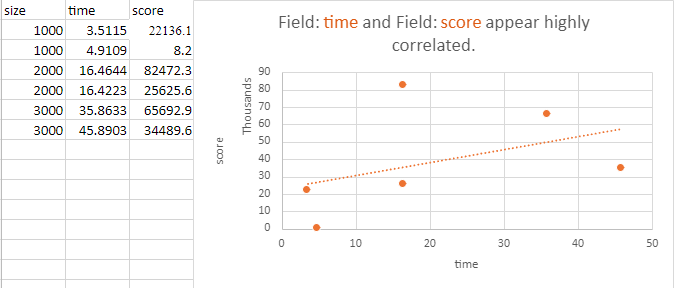 size time score
1000 3.5115 22136.1
1000 4.9109 8.2
2000 16.4644 82472.3
2000 16.4223 25625.6
3000 35.8633 65692.9
3000 45.8903 34489.6
Field: time and Field: score appear highly
correlated.
score
Thousands
90
80
70
60
50
40
30
20
10
0
0 10 20 30 40 50
time